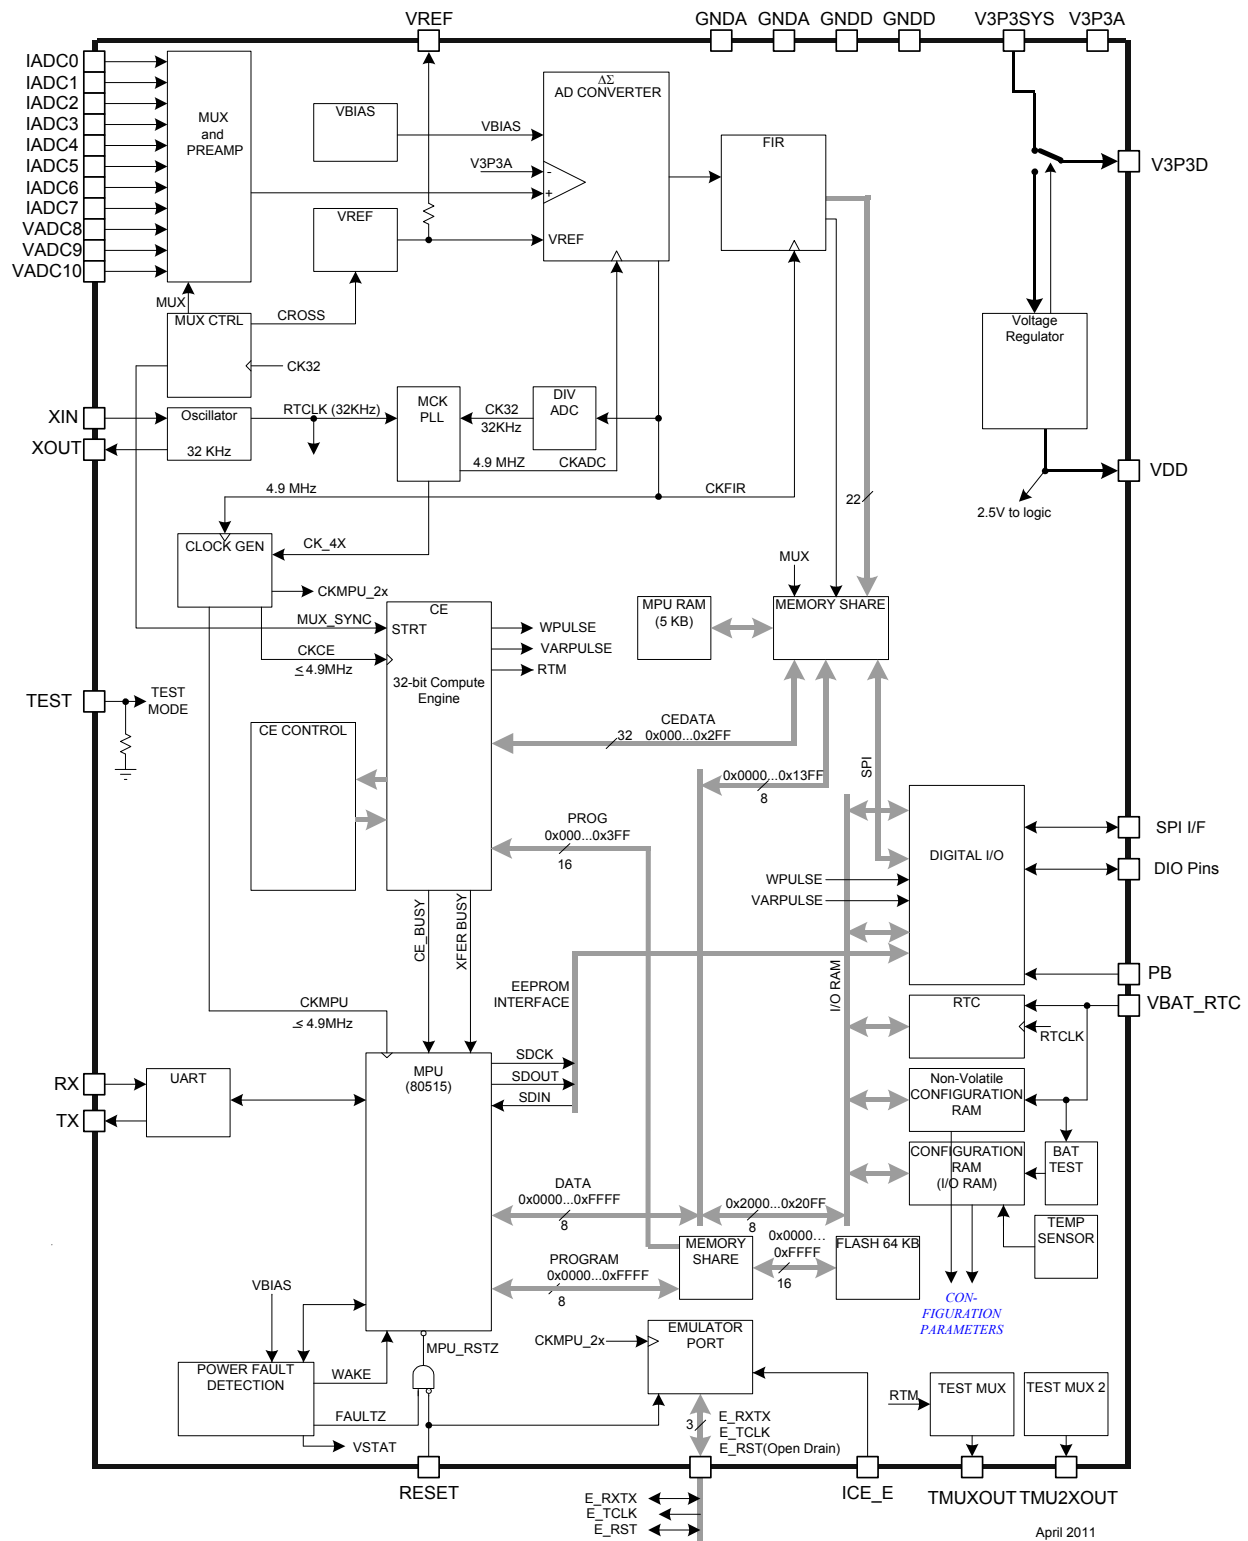 VREF
GNDA
GNDA
GNDD
GNDD
V3P3SYS
V3P3A
IADC0
IADC1
IADC2
IADC3
IADC4
IADC5
IADC6
IADC7
VADC8
VADC9
VADC10
MUX
and
PREAMP
VBIAS
VBIAS
ΔΣ
AD CONVERTER
V3P3A
-
+
VREF
VREF
FIR
V3P3D
MUX
MUX CTRL
CROSS
CK32
Voltage
Regulator
XIN
XOUT
Oscillator
32 KHz
RTCLK (32KHz)
MCK
PLL
CK32
32KHz
DIV
ADC
4.9 MHZ
CKADC
4.9 MHz
CKFIR
22
VDD
2.5V to logic
CLOCK GEN
CK_4X
CKMPU_2x
MUX
MPU RAM
(5 KB)
MEMORY SHARE
MUX_SYNC
CE
STRT
CKCE
≤ 4.9MHz
32-bit Compute
Engine
WPULSE
VARPULSE
RTM
TEST
TEST
MODE
CE CONTROL
CEDATA
32 0x000...0x2FF
0x0000...0x13FF
8
SPI
PROG
0x000...0x3FF
16
DIGITAL I/O
WPULSE
VARPULSE
SPI I/F
DIO Pins
PB
VBAT_RTC
CE_BUSY
XFER BUSY
EEPROM
INTERFACE
I/O RAM
RTC
RTCLK
CKMPU
≤ 4.9MHz
RX
TX
UART
MPU
(80515)
SDCK
SDOUT
SDIN
Non-Volatile
CONFIGURATION
RAM
CONFIGURATION
RAM
(I/O RAM)
BAT
TEST
TEMP
SENSOR
DATA
0x0000...0xFFFF
8
0x2000...0x20FF
8
MEMORY
SHARE
0x0000...
0xFFFF
16
FLASH 64 KB
PROGRAM
0x0000...0xFFFF
8
CON-
FIGURATION
PARAMETERS
VBIAS
POWER FAULT
DETECTION
WAKE
MPU_RSTZ
FAULTZ
VSTAT
CKMPU_2x
EMULATOR
PORT
3
E_RXTX
E_TCLK
E_RST(Open Drain)
RTM
TEST MUX
TEST MUX 2
RESET
ICE_E
TMUXOUT
TMU2XOUT
E_RXTX
E_TCLK
E_RST
April 2011